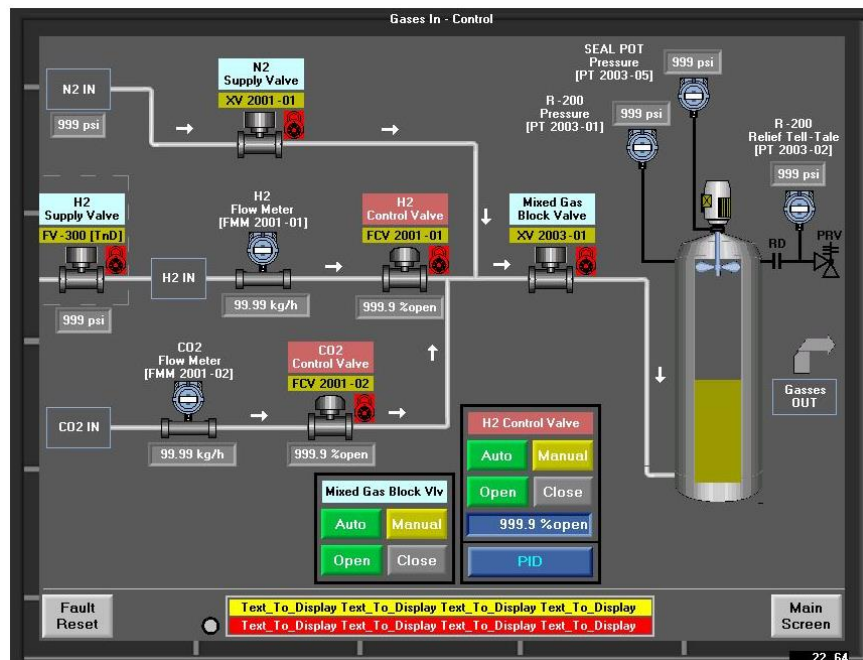 Gases In - Control
SEAL POT
Pressure
[PT 2003-05]
999 psi
N2
Supply Valve
XV 2001-01
N2 IN
999 psi
R-200
Pressure
[PT 2003-01]
999 psi
R-200
Relief Tell-Tale
[PT 2003-02]
999 psi
H2
Supply Valve
FV-300 [TnD]
999 psi
H2 IN
H2
Flow Meter
[FMM 2001-01]
99.99 kg/h
H2
Control Valve
FCV 2001-01
999.9 %open
Mixed Gas
Block Valve
XV 2003-01
RD
PRV
CO2
Flow Meter
[FMM 2001-02]
99.99 kg/h
CO2
Control Valve
FCV 2001-02
999.9 %open
CO2 IN
Gasses
OUT
H2 Control Valve
Auto Manual
Open Close
999.9 %open
PID
Mixed Gas Block Vlv
Auto Manual
Open Close
Fault
Reset
Text_To_Display Text_To_Display Text_To_Display Text_To_Display
Text_To_Display Text_To_Display Text_To_Display Text_To_Display
Main
Screen
22 64